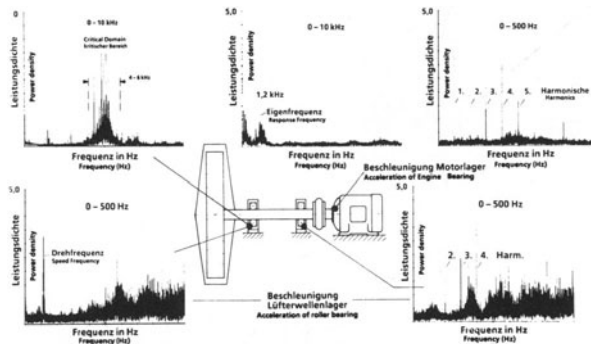 0
0 – 10 kHz
Critical Domain
kritischer Bereich
4 – 6 kHz
Leistungsdichte
Power density
Frequenz in Hz
Frequency (Hz)
5,0
0 – 10 kHz
1,2 kHz
Eigenfrequenz
Response Frequency
Leistungsdichte
Power density
Frequenz in Hz
Frequency (Hz)
5,0
0 – 500 Hz
1. 2. 3. 4. 5. Harmonische
Harmonics
Leistungsdichte
Power density
Frequenz in Hz
Frequency (Hz)
Beschleunigung Motorlager
Acceleration of Engine Bearing
5,0
0 – 500 Hz
Drehfrequenz
Speed Frequency
Leistungsdichte
Power density
Frequenz in Hz
Frequency (Hz)
Beschleunigung
Lüfterwellenlager
Acceleration of roller bearing
5,0
0 – 500 Hz
2. 3. 4. Harm.
Leistungsdichte
Power density
Frequenz in Hz
Frequency (Hz)